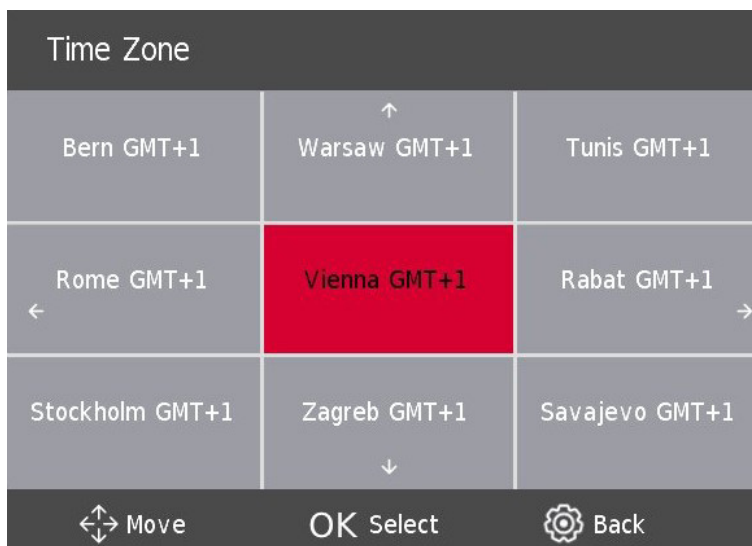 Time Zone
Bern GMT+1
Warsaw GMT+1
Tunis GMT+1
Rome GMT+1
Vienna GMT+1
Rabat GMT+1
Stockholm GMT+1
Zagreb GMT+1
Savajevo GMT+1
Move
OK Select
Back